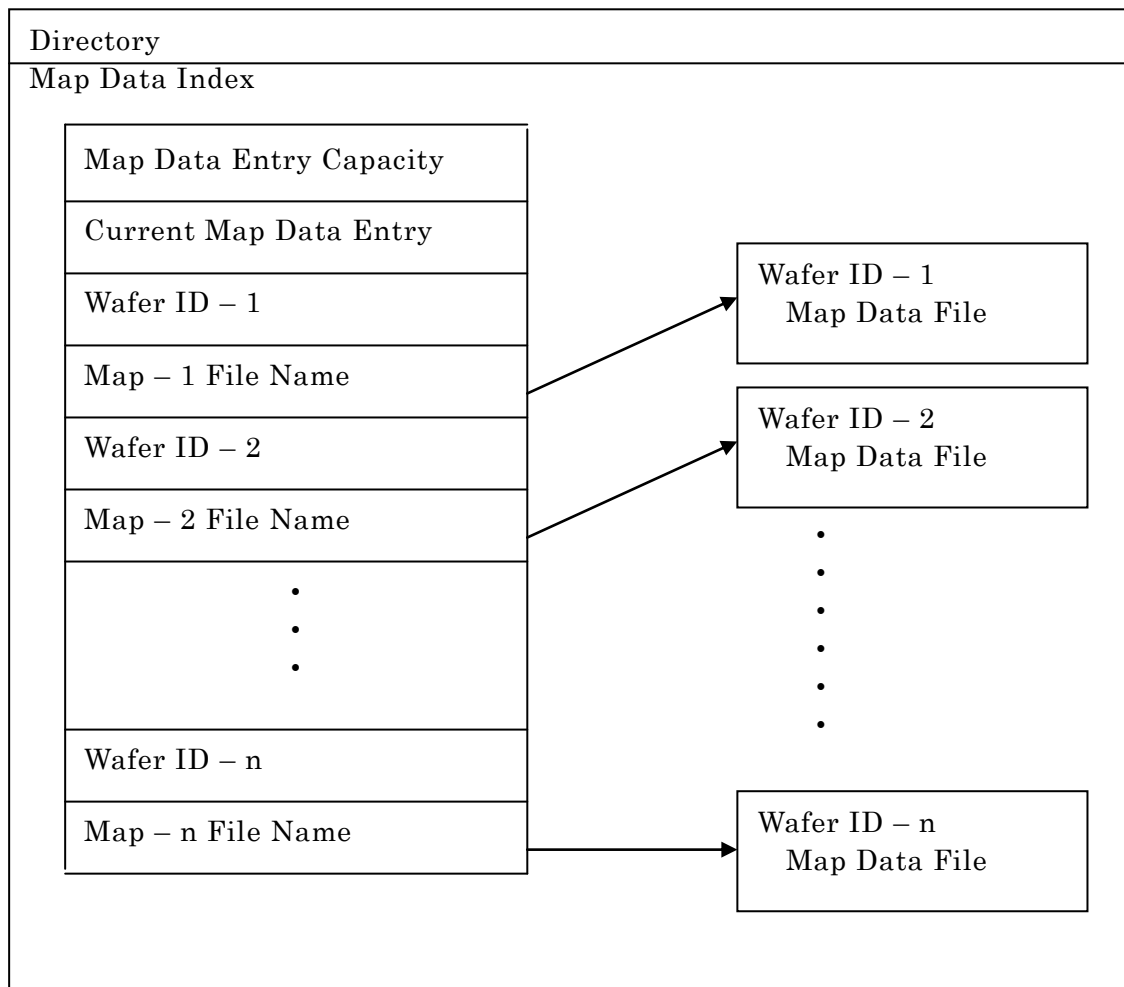 Directory
Map Data Index
Map Data Entry Capacity
Current Map Data Entry
Wafer ID – 1
Map – 1 File Name
Wafer ID – 2
Map – 2 File Name
Wafer ID – n
Map – n File Name
Wafer ID – 1
Map Data File
Wafer ID – 2
Map Data File
Wafer ID – n
Map Data File